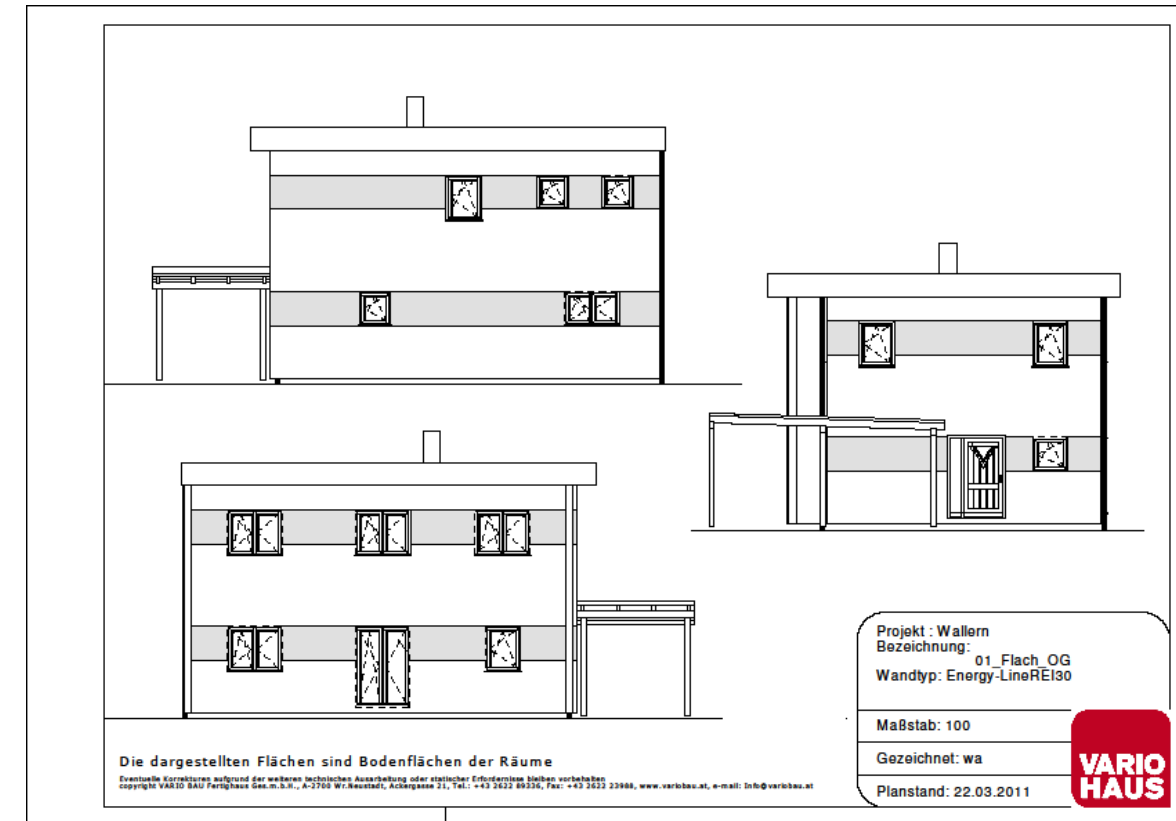 Projekt : Wallern
Bezeichnung:
01_Flach_OG
Wandtyp: Energy-LineREI30
Maßstab: 100
Gezeichnet: wa
Planstand: 22.03.2011
VARIO
HAUS
Die dargestellten Flächen sind Bodenflächen der Räume
Eventuelle Korrekturen aufgrund der weiteren technischen Ausarbeitung oder statischer Erfordernisse bleiben vorbehalten
copyright VARIO BAU Fertighaus Ges.m.b.H., A-2700 Wr.Neustadt, Ackergasse 21, Tel.: +43 2622 89336, Fax: +43 2622 23988, www.variobau.at, e-mail: Info@variobau.at